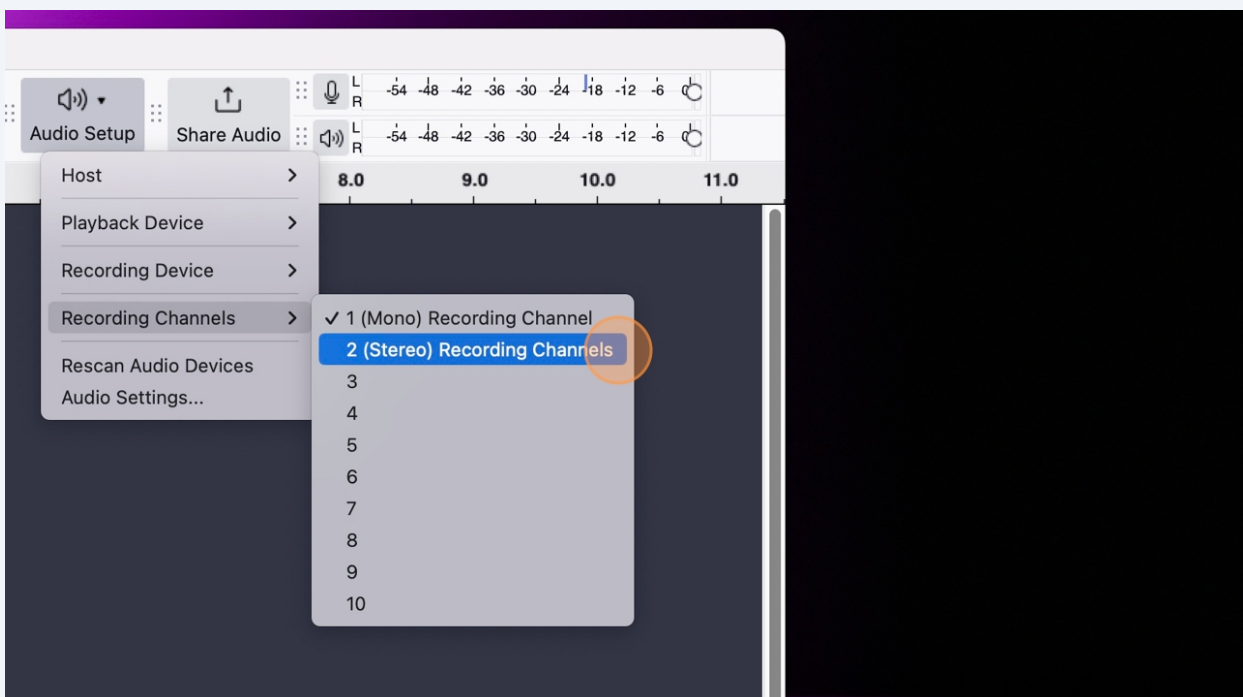 L
R
-54 -48 -42 -36 -30 -24 -18 -12 -6 0
Audio Setup
Share Audio
L
R
-54 -48 -42 -36 -30 -24 -18 -12 -6 0
8.0 9.0 10.0 11.0
Host
Playback Device
Recording Device
Recording Channels
Rescan Audio Devices
Audio Settings...
✓ 1 (Mono) Recording Channel
2 (Stereo) Recording Channels
3
4
5
6
7
8
9
10